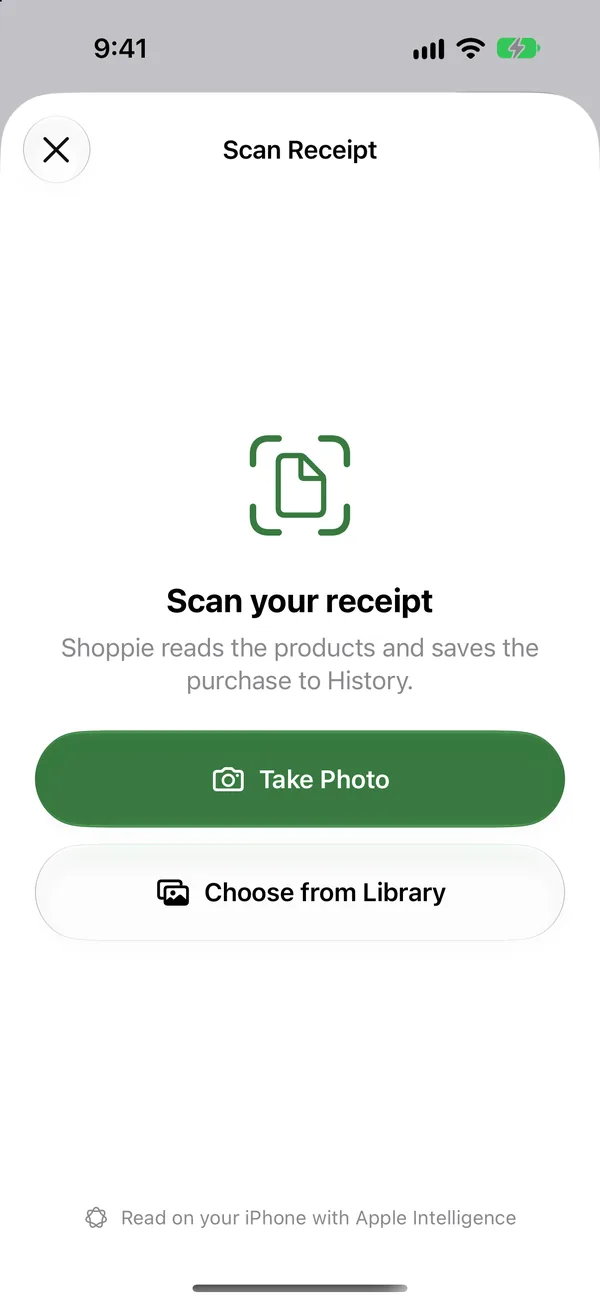 9:41
Scan Receipt
Scan your receipt
Shoppie reads the products and saves the
purchase to History.
Take Photo
Choose from Library
Read on your iPhone with Apple Intelligence